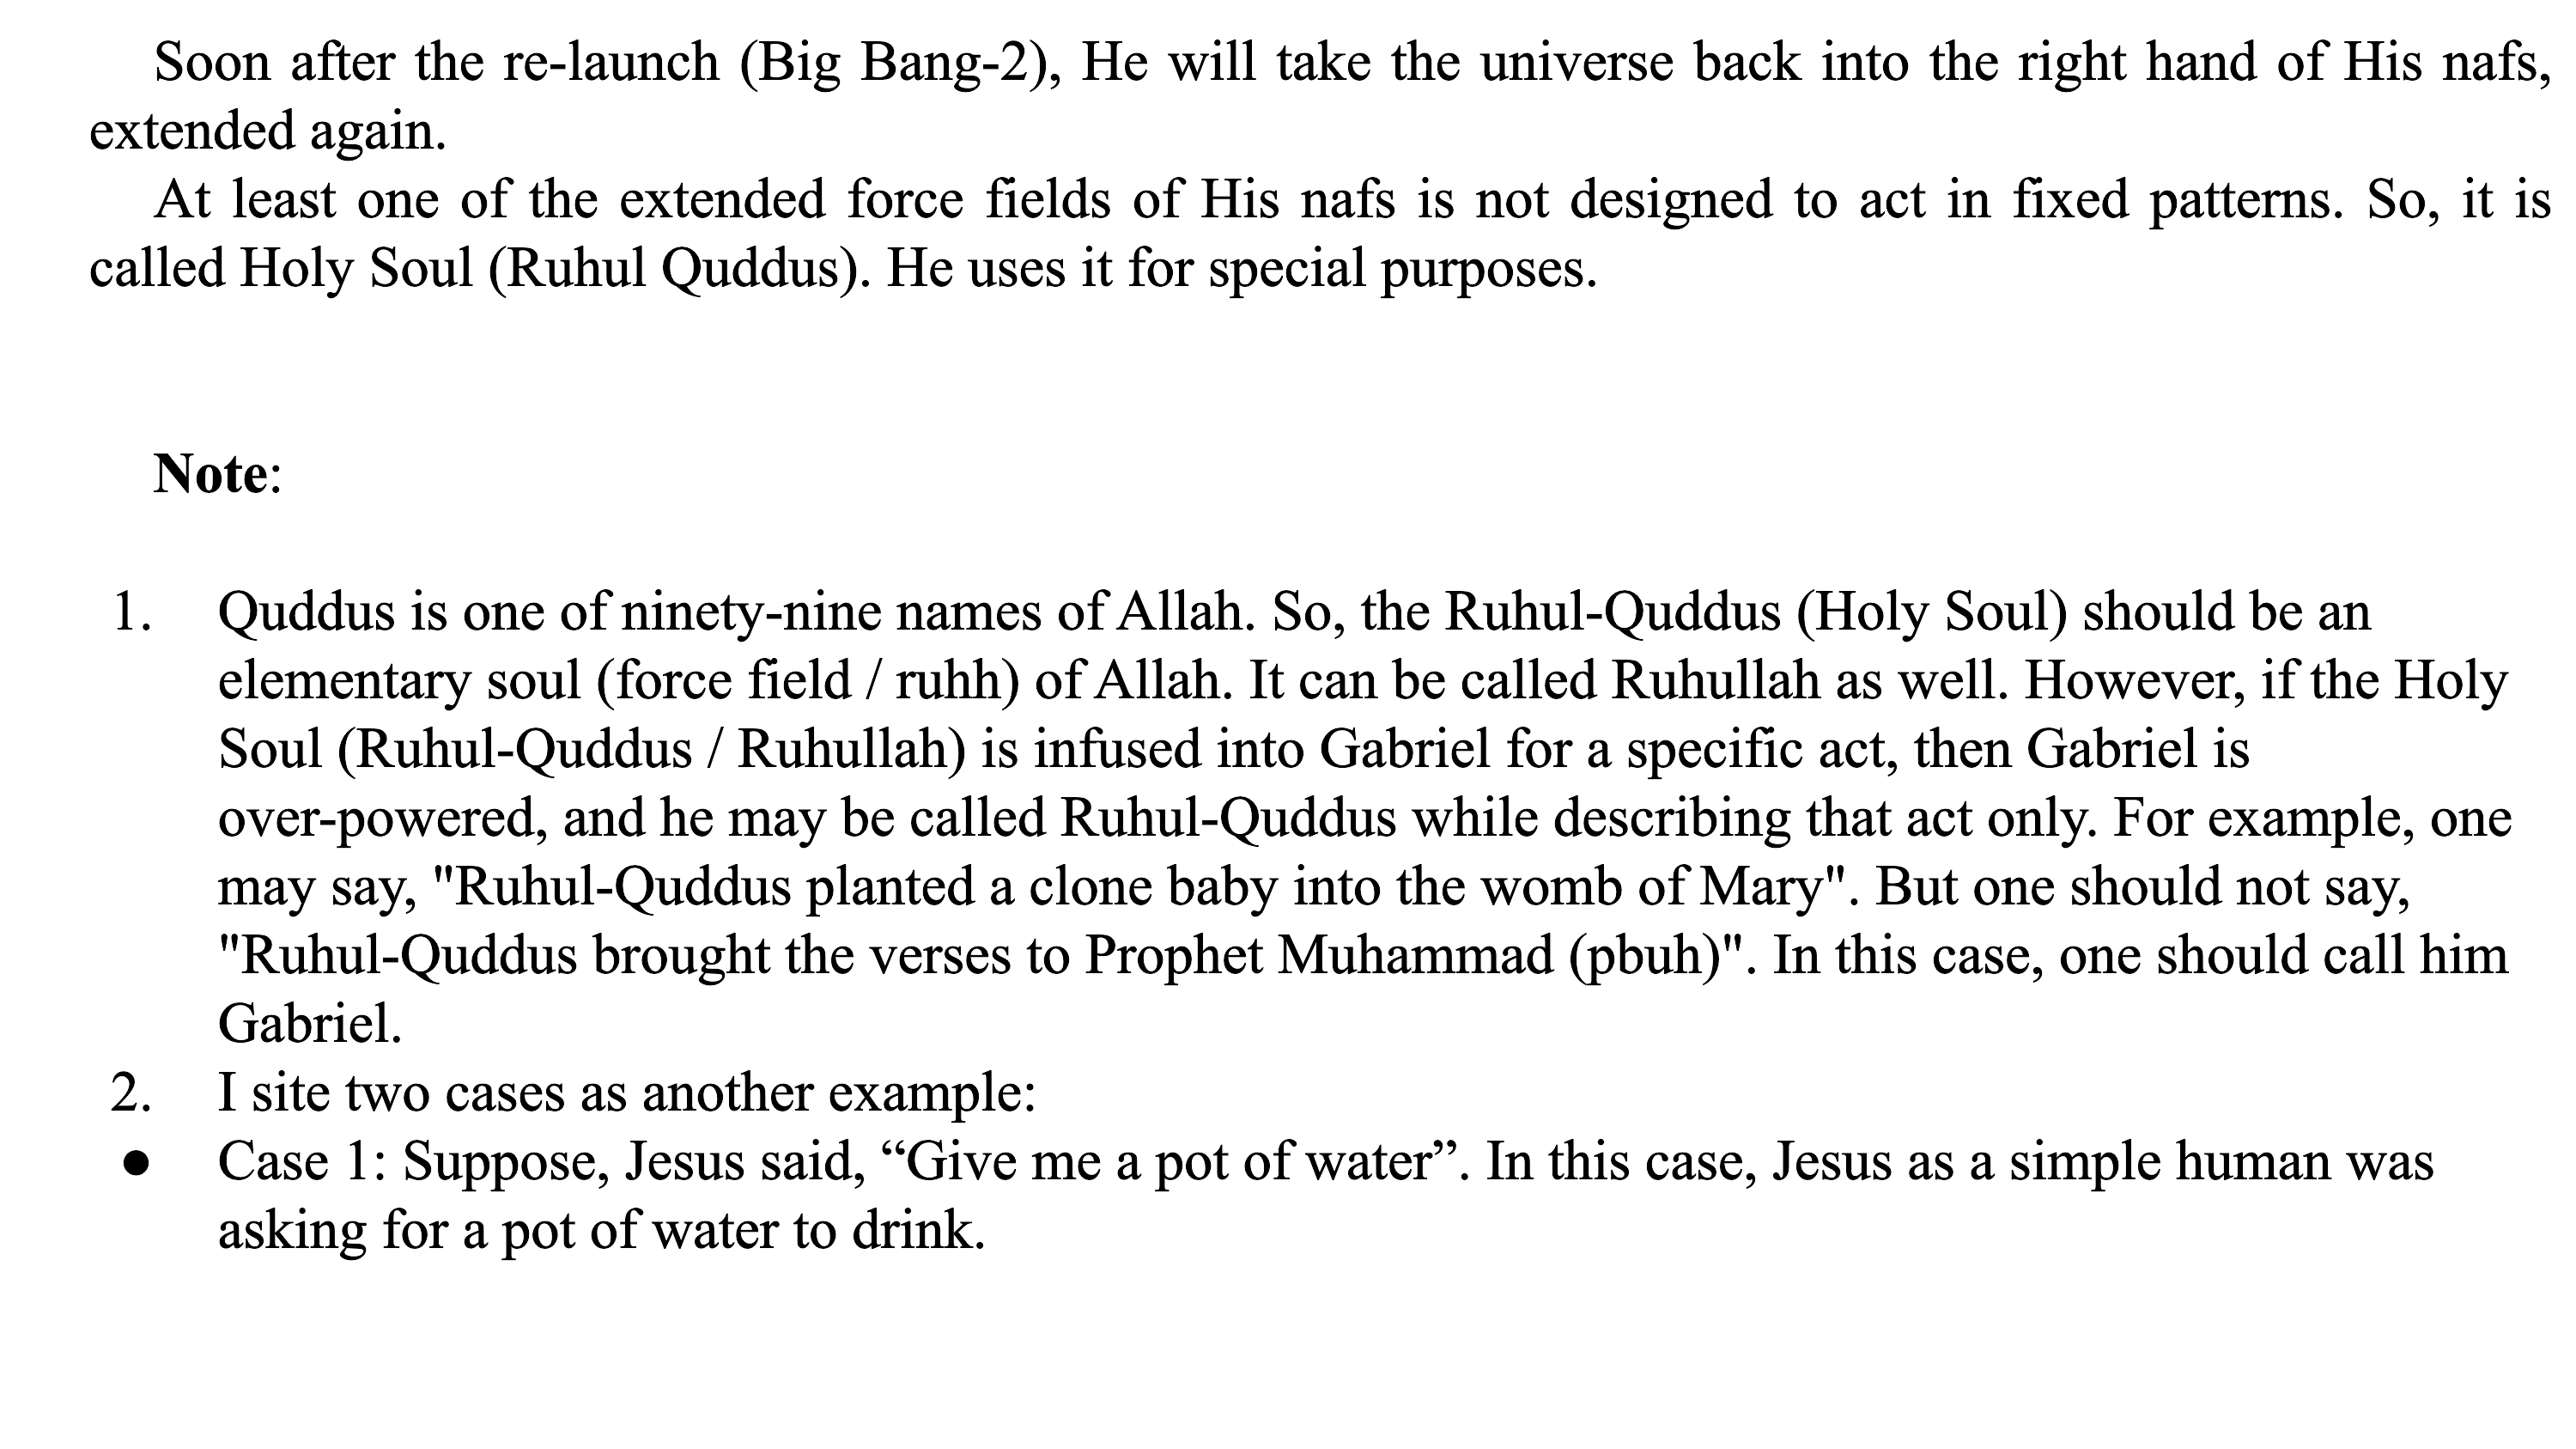 Soon after the re-launch (Big Bang-2), He will take the universe back into the right hand of His nafs,
extended again.
At least one of the extended force fields of His nafs is not designed to act in fixed patterns. So, it is
called Holy Soul (Ruhul Quddus). He uses it for special purposes.
Note:
1. Quddus is one of ninety-nine names of Allah. So, the Ruhul-Quddus (Holy Soul) should be an
elementary soul (force field / ruhh) of Allah. It can be called Ruhullah as well. However, if the Holy
Soul (Ruhul-Quddus / Ruhullah) is infused into Gabriel for a specific act, then Gabriel is
over-powered, and he may be called Ruhul-Quddus while describing that act only. For example, one
may say, "Ruhul-Quddus planted a clone baby into the womb of Mary". But one should not say,
"Ruhul-Quddus brought the verses to Prophet Muhammad (pbuh)". In this case, one should call him
Gabriel.
2. I site two cases as another example:
● Case 1: Suppose, Jesus said, “Give me a pot of water”. In this case, Jesus as a simple human was
asking for a pot of water to drink.